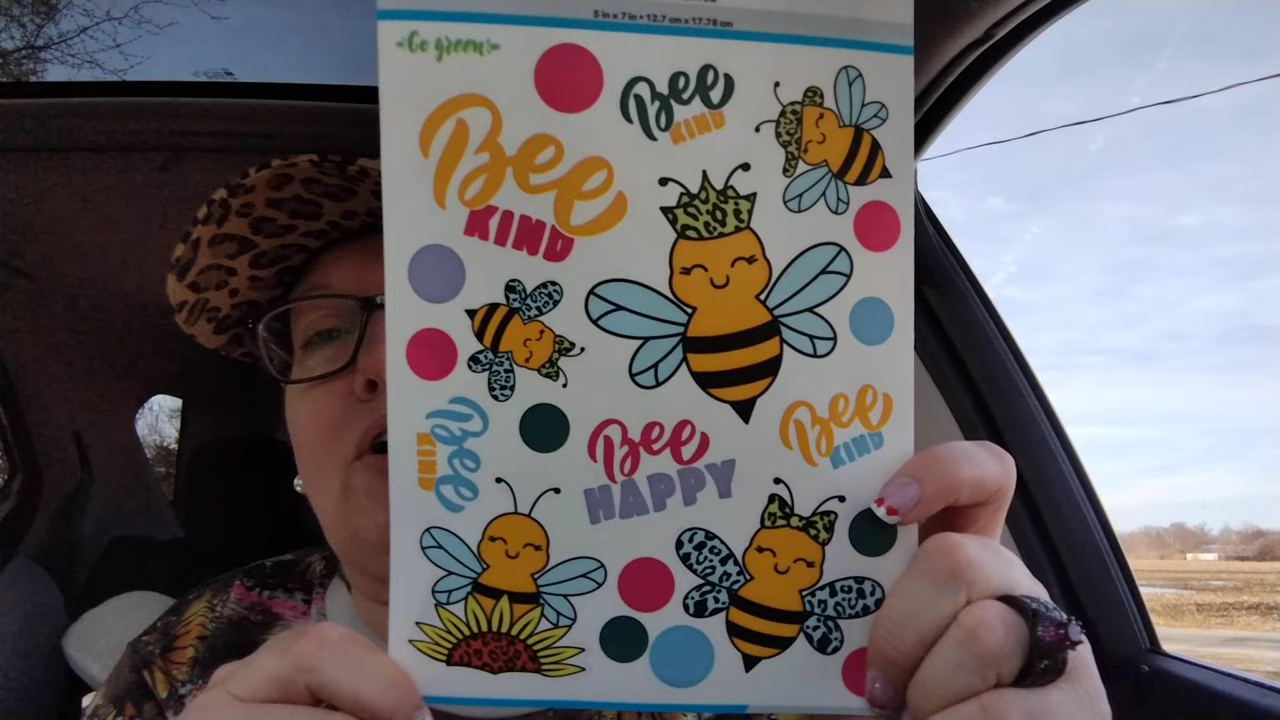 5 in x 7 in • 12.7 cm x 17.78 cm
Go green
Bee
KIND
Bee
KIND
Bee
KIND
Bee
HAPPY
Bee
KIND